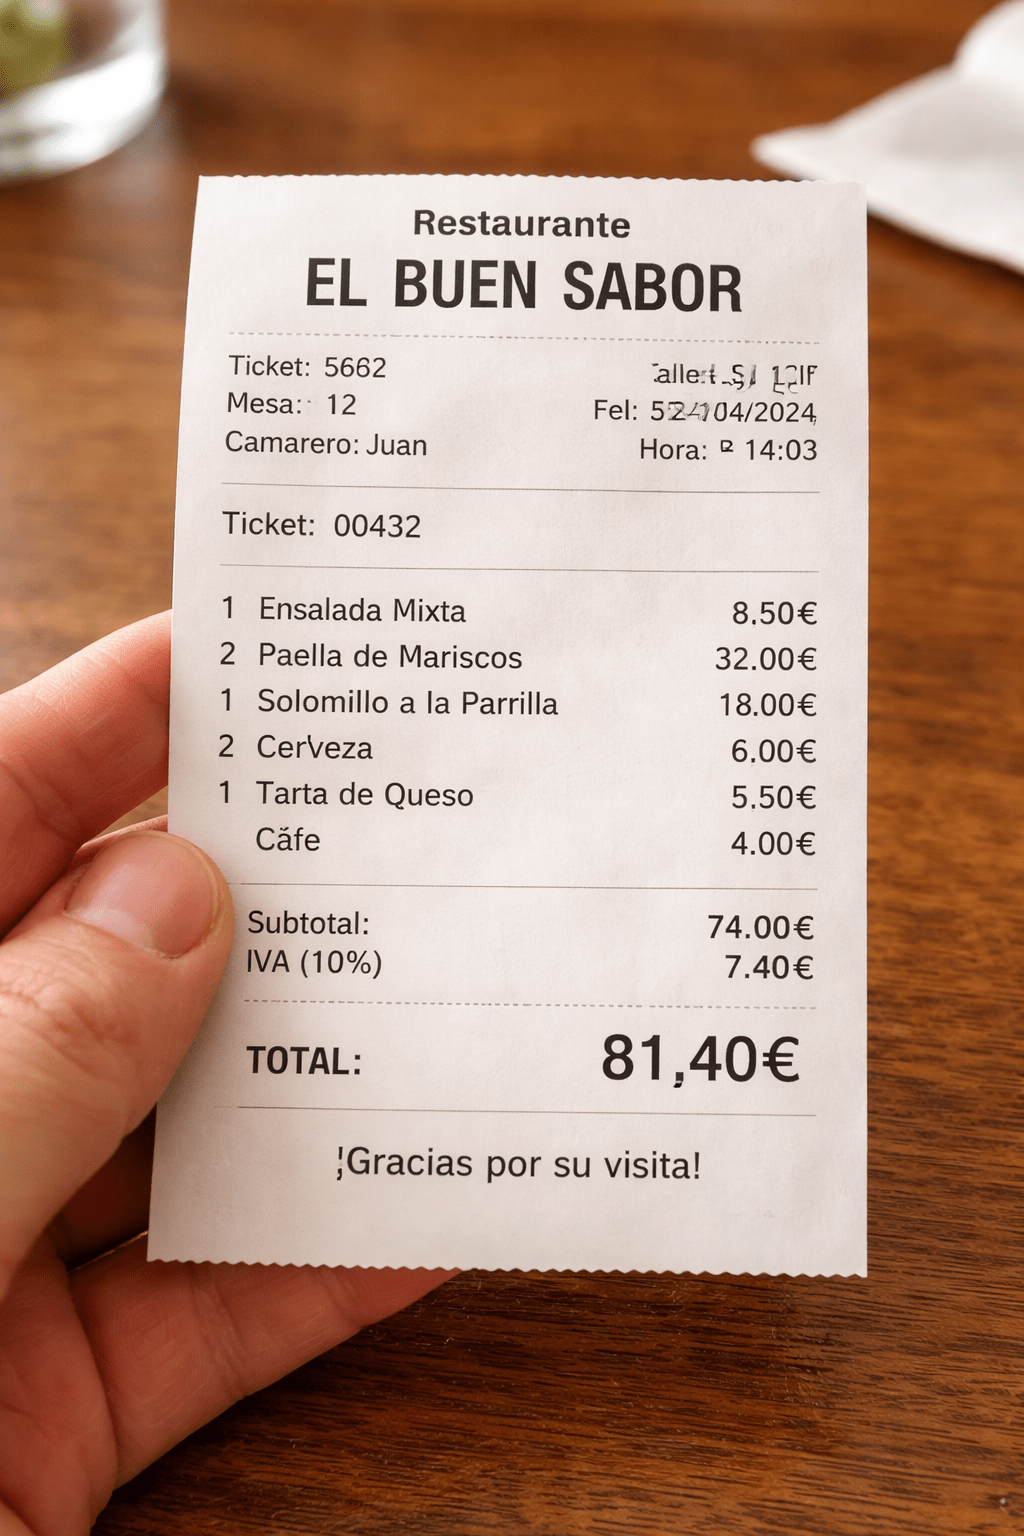 Restaurante
EL BUEN SABOR
Ticket: 5662
Mesa: 12
Camarero: Juan
Fel:
Hora: 14:03
Ticket: 00432
1 Ensalada Mixta 8.50€
2 Paella de Mariscos 32.00€
1 Solomillo a la Parrilla 18.00€
2 Cerveza 6.00€
1 Tarta de Queso 5.50€
Cáfe 4.00€
Subtotal: 74.00€
IVA (10%) 7.40€
TOTAL: 81,40€
¡Gracias por su visita!